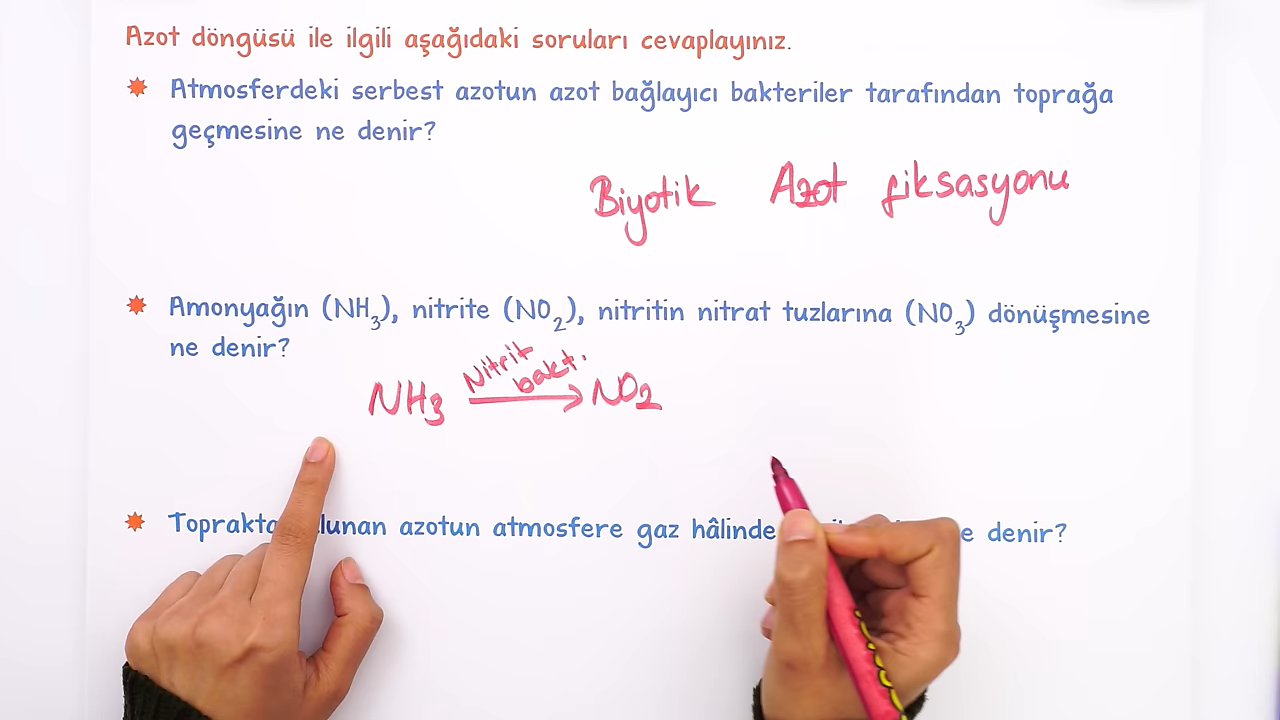 Azot döngüsü ile ilgili aşağıdaki soruları cevaplayınız.
Atmosferdeki serbest azotun azot bağlayıcı bakteriler tarafından toprağa
geçmesine ne denir?
Biyotik Azot fiksasyonu
Amonyağın (NH₃), nitrite (NO₂), nitritin nitrat tuzlarına (NO₃) dönüşmesine
ne denir?
Nitrit
bakt.
NH₃ → NO₂
azotun atmosfere gaz hâlinde denir?